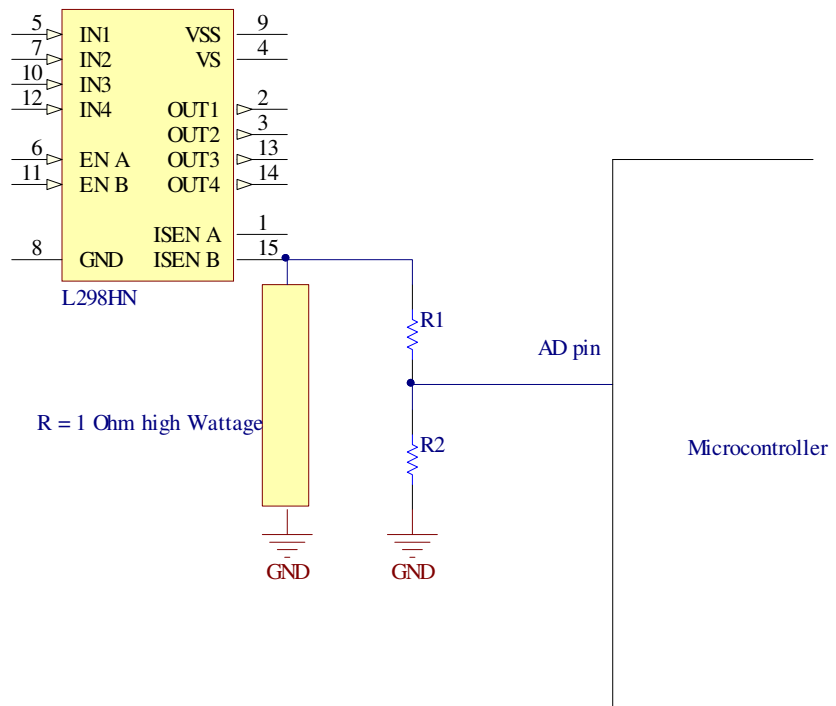 5 IN1 VSS 9
7 IN2 VS 4
10 IN3
12 IN4 OUT1 2
OUT2 3
6 EN A OUT3 13
11 EN B OUT4 14
ISEN A 1
8 GND ISEN B 15
L298HN
R1
AD pin
R = 1 Ohm high Wattage
R2
Microcontroller
GND
GND